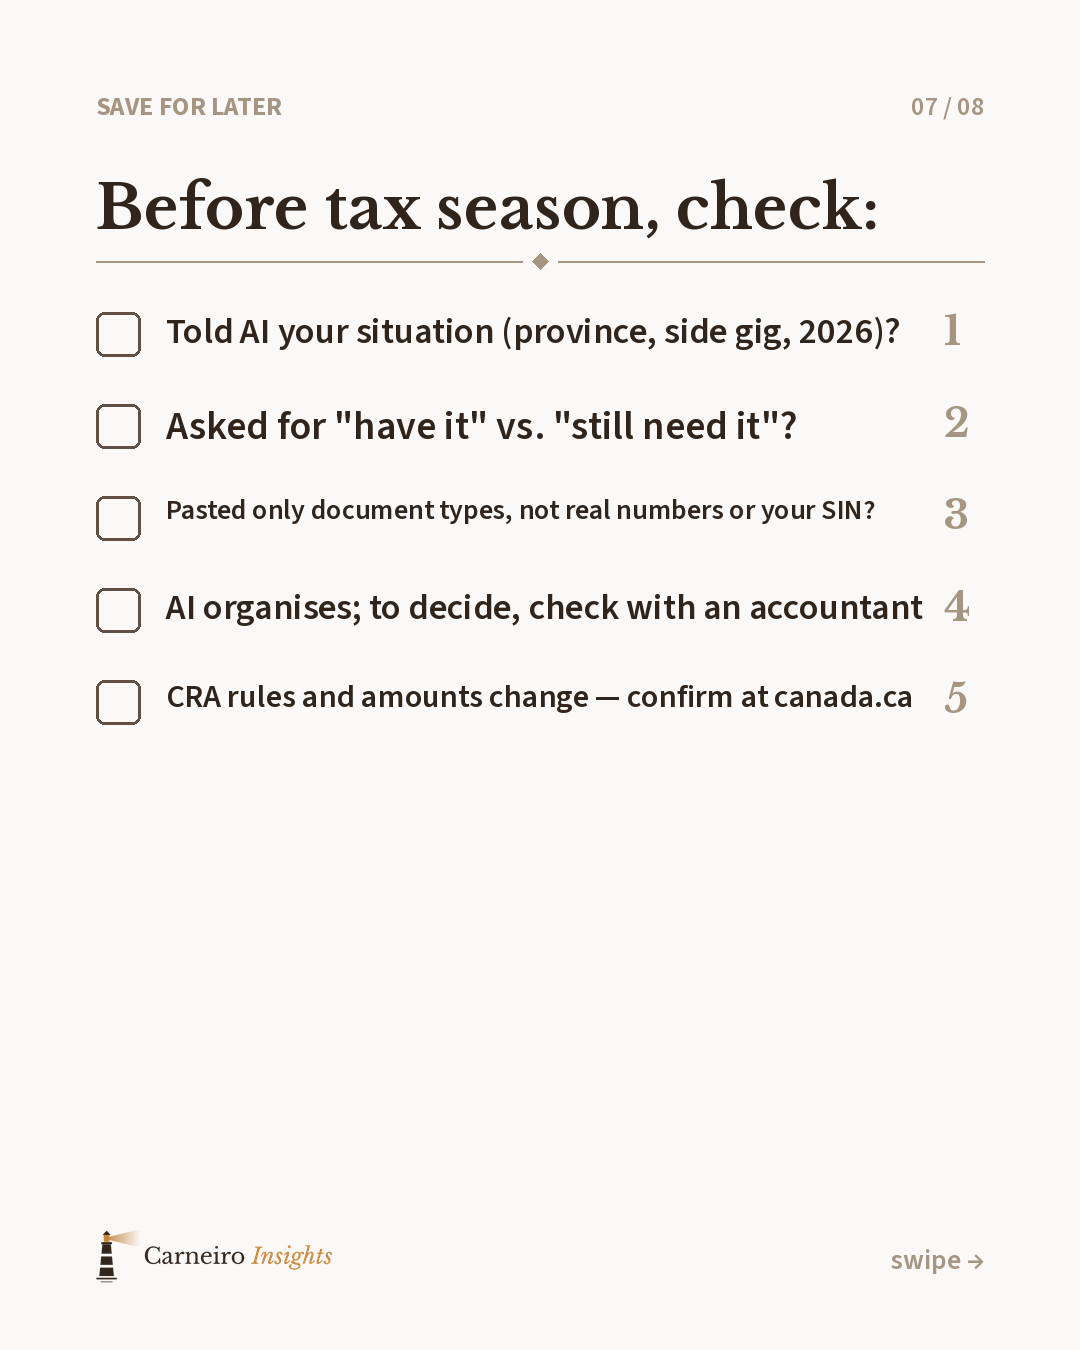 SAVE FOR LATER 07 / 08
Before tax season, check:
Told AI your situation (province, side gig, 2026)? 1
Asked for "have it" vs. "still need it"? 2
Pasted only document types, not real numbers or your SIN? 3
AI organises; to decide, check with an accountant 4
CRA rules and amounts change — confirm at canada.ca 5
Carneiro Insights
swipe →